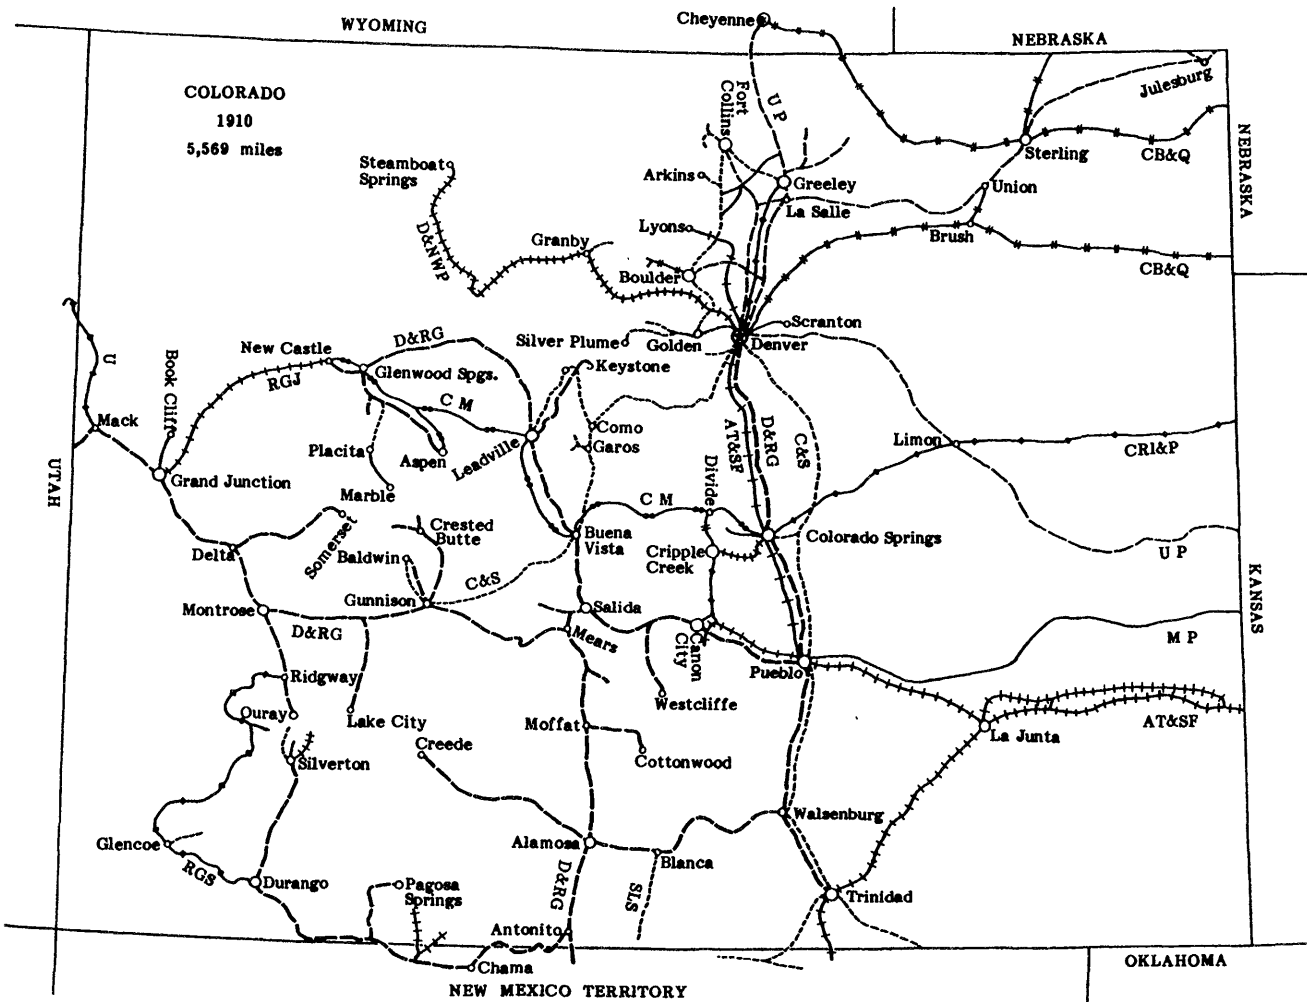 WYOMING
Cheyenne
NEBRASKA
COLORADO
1910
5,569 miles
Fort
Collins
U P
Julesburg
NEBRASKA
Steamboat
Springs
Sterling
CB&Q
Arkins
Greeley
La Salle
Union
D&NWP
Granby
Lyons
Brush
CB&Q
Boulder
Scranton
D&RG
Silver Plume
Golden
Denver
U
Book Cliff
New Castle
RGJ
Glenwood Spgs.
Keystone
Mack
C M
Leadville
Como
Garos
AT&SF
D&RG
C&S
Limon
CRI&P
UTAH
Grand Junction
Placita
Aspen
Marble
Divide
C M
Delta
Somerset
Crested
Butte
Buena
Vista
Colorado Springs
Baldwin
Cripple
Creek
U P
C&S
Montrose
Gunnison
D&RG
Salida
Mears
Canon
City
KANSAS
M P
Pueblo
Ridgway
Ouray
Lake City
Westcliffe
Moffat
AT&SF
La Junta
Creede
Silverton
Cottonwood
Walsenburg
Glencoe
Alamosa
Blanca
RGS
Durango
Pagosa
Springs
D&RG
SLS
Trinidad
Antonito
Chama
OKLAHOMA
NEW MEXICO TERRITORY